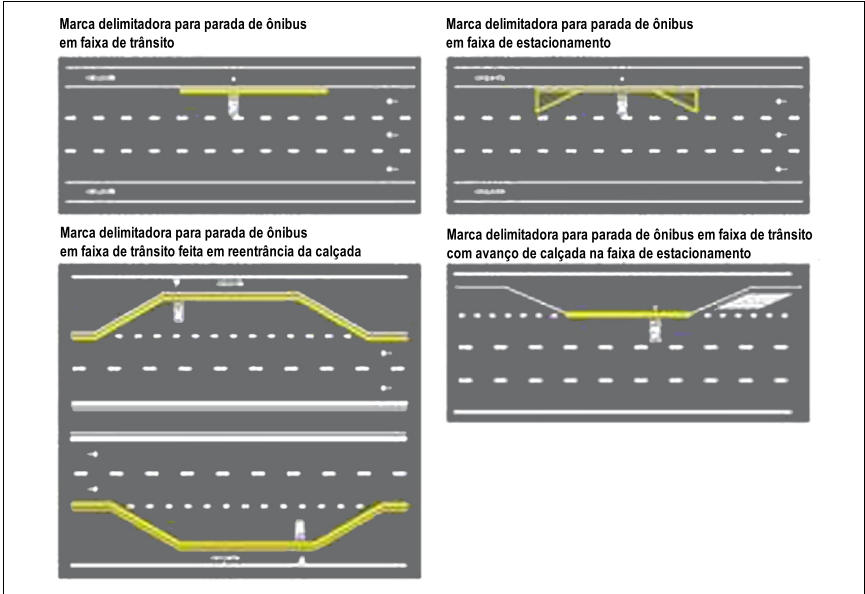 Marca delimitadora para parada de ônibus
em faixa de trânsito
Marca delimitadora para parada de ônibus
em faixa de estacionamento
Marca delimitadora para parada de ônibus
em faixa de trânsito feita em reentrância da calçada
Marca delimitadora para parada de ônibus em faixa de trânsito
com avanço de calçada na faixa de estacionamento